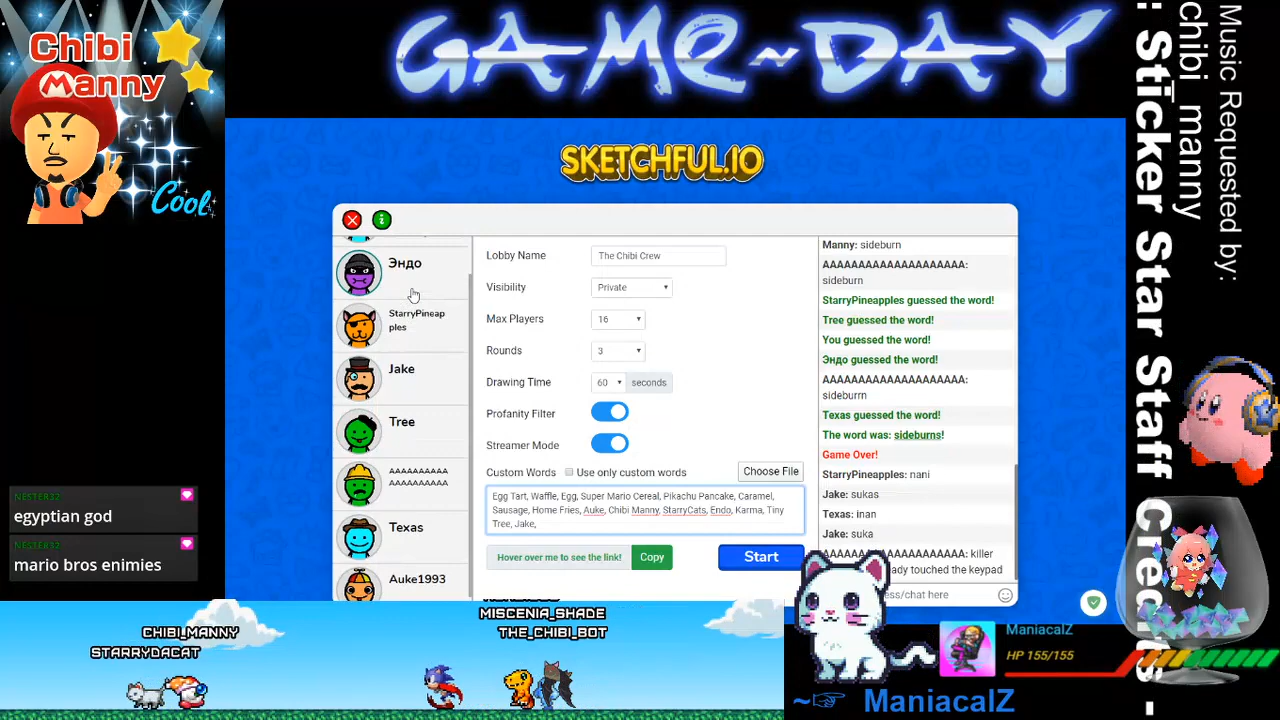 Chibi
Manny
Cool
GAME~DAY
Music Requested by:
chibi_manny
: Sticker Star Staff Credits -
SKETCHFUL.IO
i
Эндо
StarryPineap
ples
Jake
Tree
AAAAAAAAAA
AAAAAAAAAA
Texas
Auke1993
Lobby Name
The Chibi Crew
Visibility
Private
Max Players
16
Rounds
3
Drawing Time
60
seconds
Profanity Filter
Streamer Mode
Custom Words
Use only custom words
Choose File
Egg Tart, Waffle, Egg, Super Mario Cereal, Pikachu Pancake, Caramel,
Sausage, Home Fries, Auke, Chibi Manny, StarryCats, Endo, Karma, Tiny
Tree, Jake,
Hover over me to see the link!
Copy
Start
Manny: sideburn
AAAAAAAAAAAAAAAAAAAA:
sideburn
StarryPineapples guessed the word!
Tree guessed the word!
You guessed the word!
Эндо guessed the word!
AAAAAAAAAAAAAAAAAAAA:
sideburrn
Texas guessed the word!
The word was: sideburns!
Game Over!
StarryPineapples: nani
Jake: sukas
Texas: inan
Jake: suka
killer
touched the keypad
chat here
NESTER32
egyptian god
NESTER32
mario bros enimies
CHIBI_MANNY
STARRYDACAT
MISCENIA_SHADE
THE_CHIBI_BOT
ManiacalZ
HP 155/155
~☞ ManiacalZ